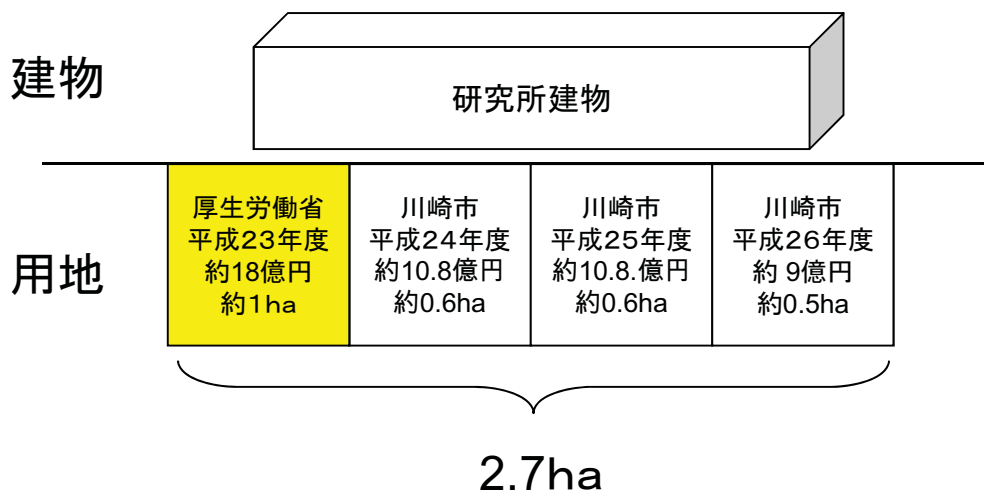 建物
研究所建物
用地
厚生労働省
平成23年度
約18億円
約1ha
川崎市
平成24年度
約10.8億円
約0.6ha
川崎市
平成25年度
約10.8.億円
約0.6ha
川崎市
平成26年度
約 9億円
約0.5ha
2.7ha